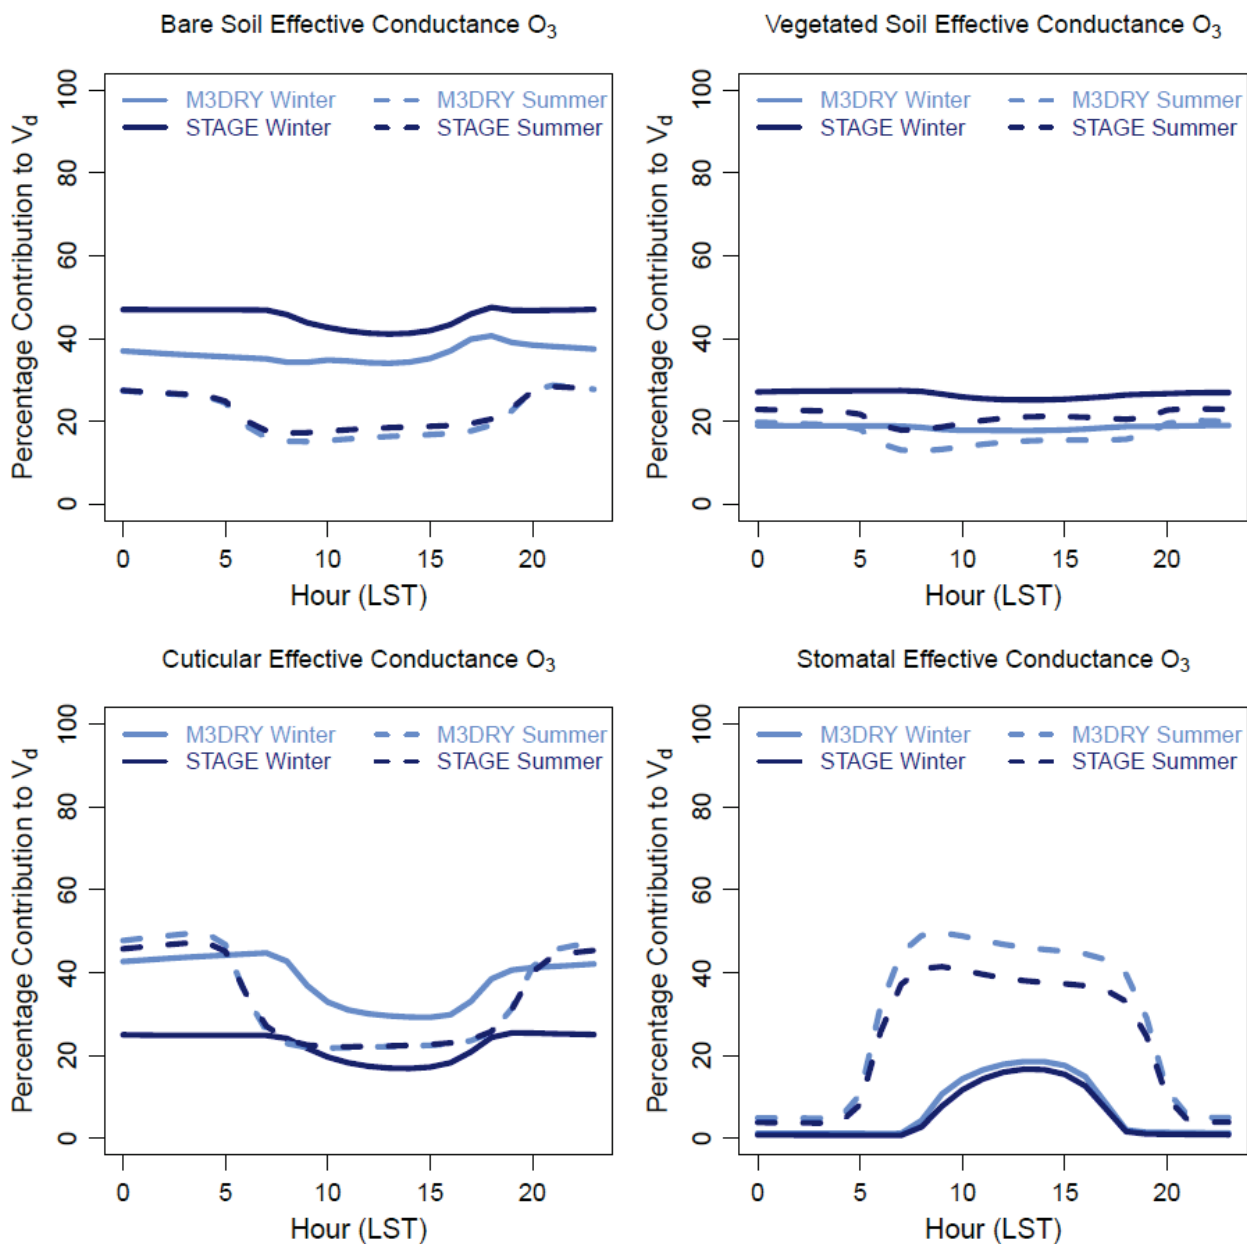 Bare Soil Effective Conductance O3
M3DRY Winter
M3DRY Summer
STAGE Winter
STAGE Summer
Percentage Contribution to Vd
100
80
60
40
20
0
0 5 10 15 20
Hour (LST)
Vegetated Soil Effective Conductance O3
M3DRY Winter
M3DRY Summer
STAGE Winter
STAGE Summer
Percentage Contribution to Vd
100
80
60
40
20
0
0 5 10 15 20
Hour (LST)
Cuticular Effective Conductance O3
M3DRY Winter
M3DRY Summer
STAGE Winter
STAGE Summer
Percentage Contribution to Vd
100
80
60
40
20
0
0 5 10 15 20
Hour (LST)
Stomatal Effective Conductance O3
M3DRY Winter
M3DRY Summer
STAGE Winter
STAGE Summer
Percentage Contribution to Vd
100
80
60
40
20
0
0 5 10 15 20
Hour (LST)